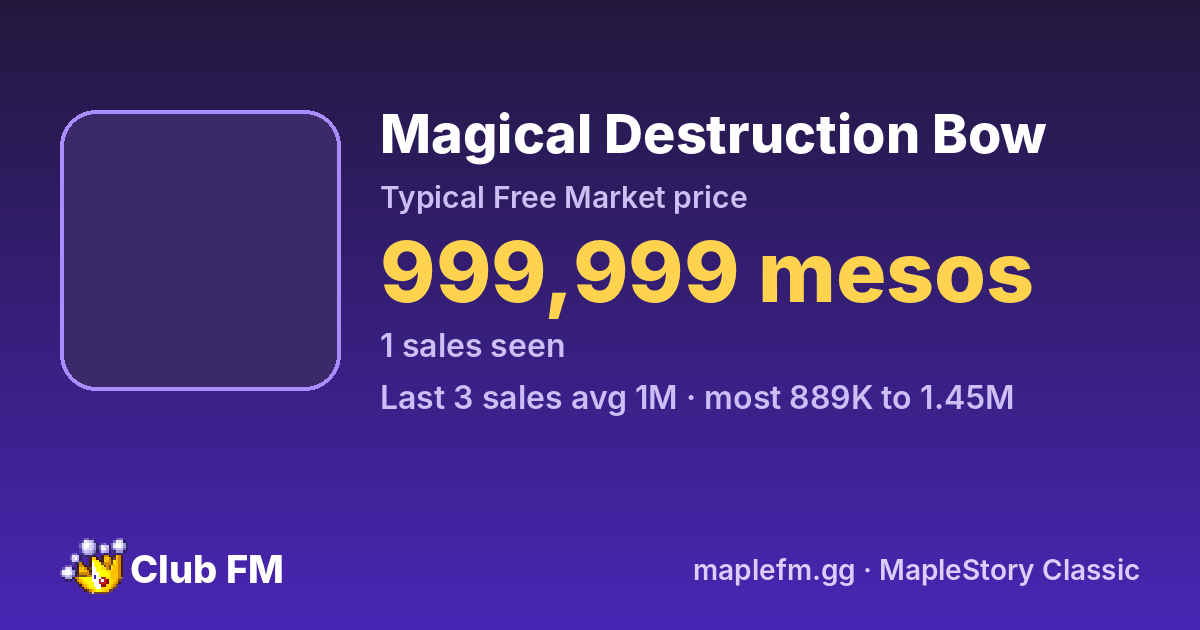 Magical Destruction Bow
Typical Free Market price
999,999 mesos
1 sales seen
Last 3 sales avg 1M · most 889K to 1.45M
Club FM
maplefm.gg · MapleStory Classic